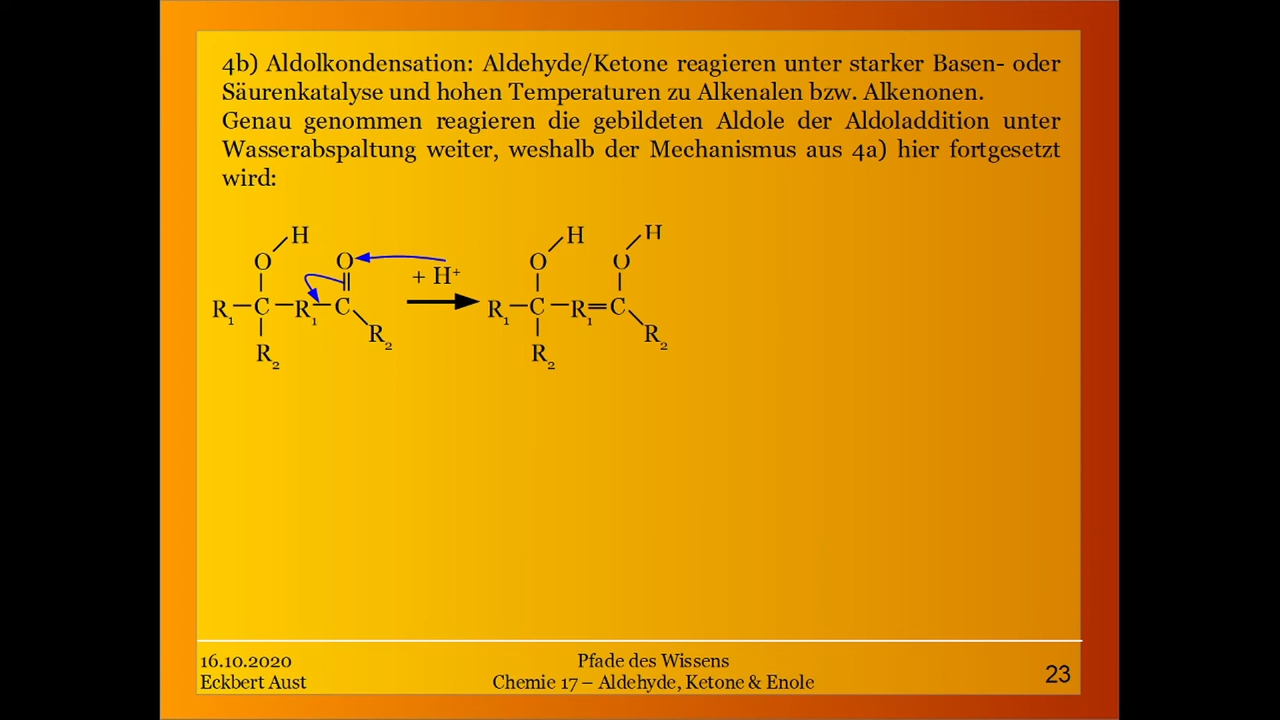 4b) Aldolkondensation: Aldehyde/Ketone reagieren unter starker Basen- oder
Säurenkatalyse und hohen Temperaturen zu Alkenalen bzw. Alkenonen.
Genau genommen reagieren die gebildeten Aldole der Aldoladdition unter
Wasserabspaltung weiter, weshalb der Mechanismus aus 4a) hier fortgesetzt
wird:
H H
O O O O
+ H⁺
R₁ C R₁ C R₁ C R₁ C
R₂ R₂
R₂ R₂
16.10.2020 Pfade des Wissens
Eckbert Aust Chemie 17 – Aldehyde, Ketone & Enole 23